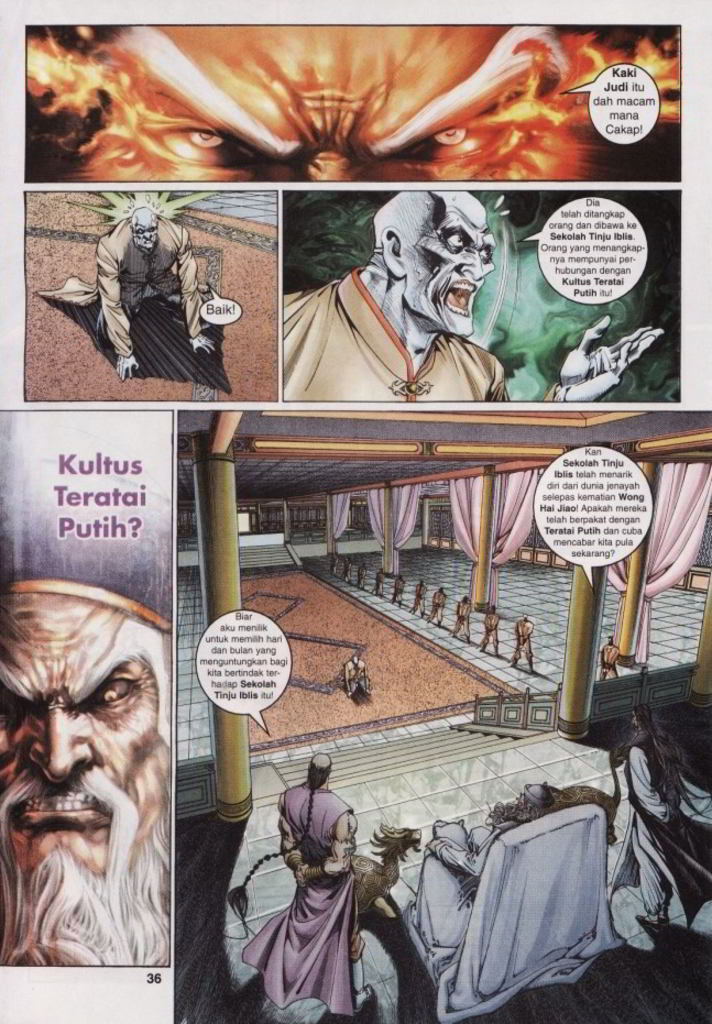 Kaki
Judi itu
dah macam
mana
Cakap!
Baik!
Dia
telah ditangkap
orang dan dibawa ke
Sekolah Tinju Iblis.
Orang yang menangkap-
nya mempunyai per-
hubungan dengan
Kultus Teratai
Putih itu!
Kultus
Teratai
Putih?
Kan
Sekolah Tinju
Iblis telah menarik
diri dari dunia jenayah
selepas kematian Wong
Hai Jiao! Apakah mereka
telah berpakat dengan
Teratai Putih dan cuba
mencabar kita pula
sekarang?
Biar
aku menilik
untuk memilih hari
dan bulan yang
menguntungkan bagi
kita bertindak ter-
hadap Sekolah
Tinju Iblis itu!
36